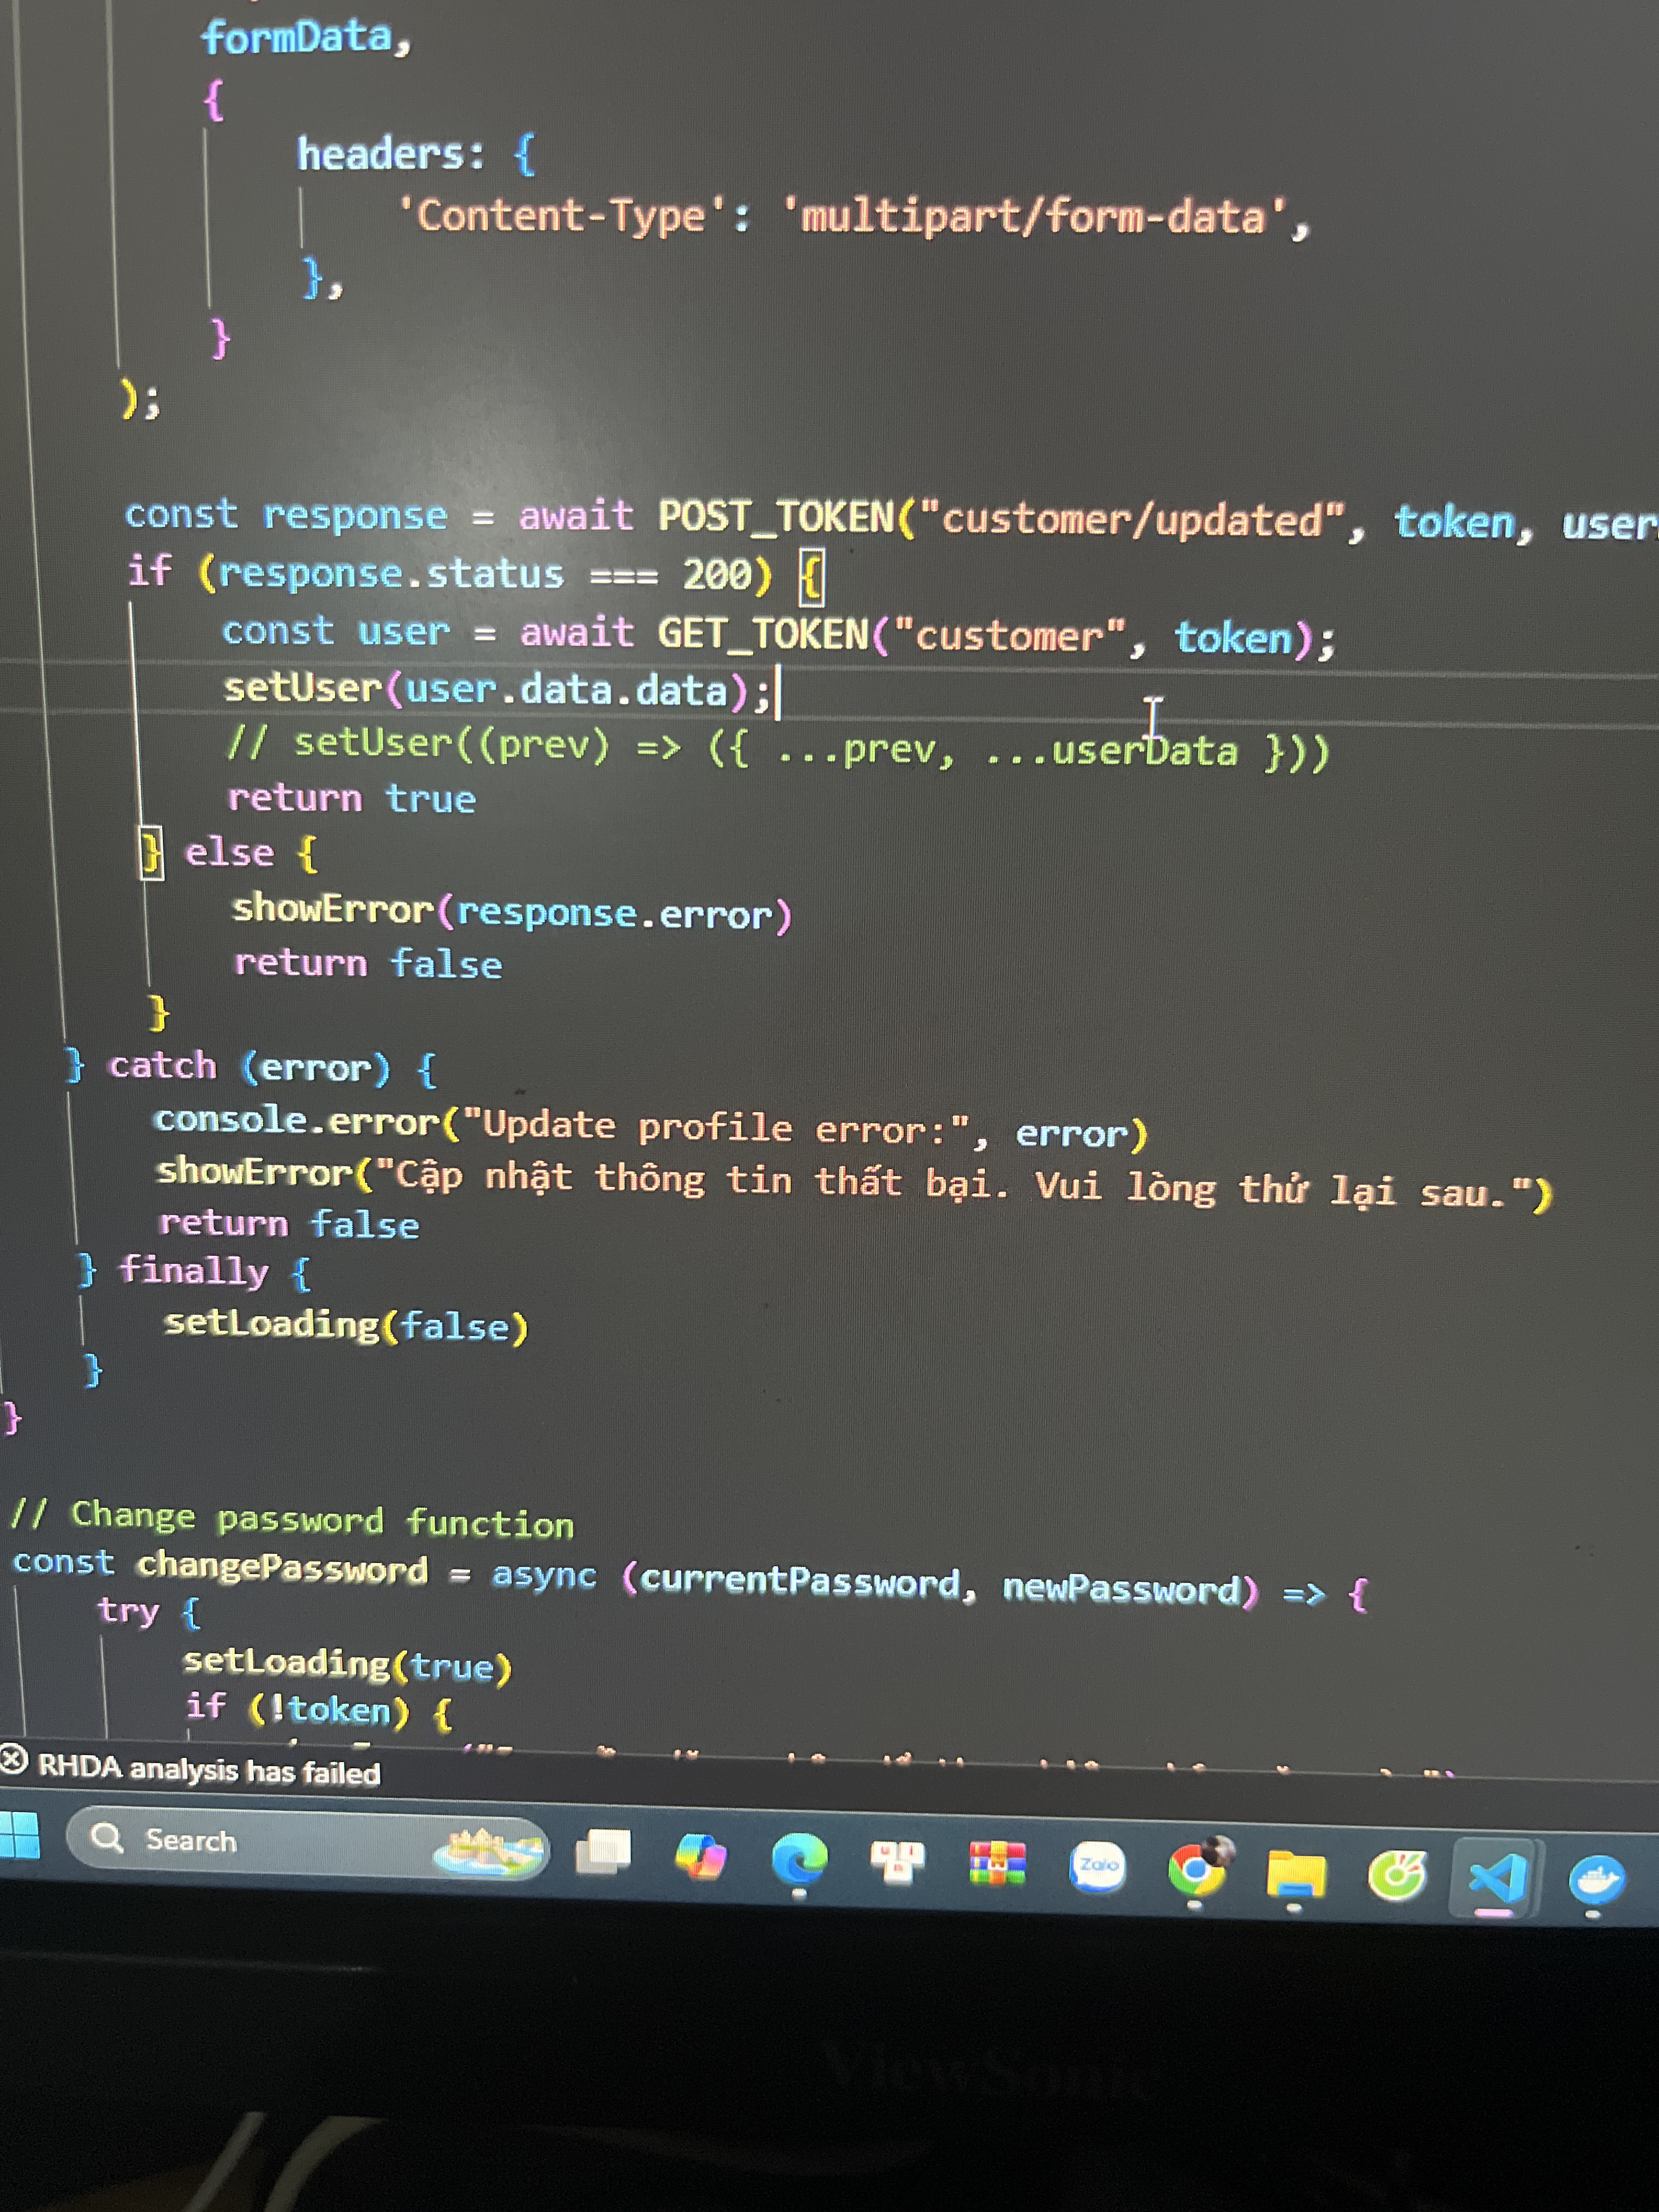 formData,
{
headers: {
'Content-Type': 'multipart/form-data',
},
}
);
const response = await POST_TOKEN("customer/updated", token, user
if (response.status === 200) {
const user = await GET_TOKEN("customer", token);
setUser(user.data.data);
// setUser((prev) => ({ ...prev, ...userData }))
return true
} else {
showError(response.error)
return false
}
} catch (error) {
console.error("Update profile error:", error)
showError("Cập nhật thông tin thất bại. Vui lòng thử lại sau.")
return false
} finally {
setLoading(false)
}
}
// Change password function
const changePassword = async (currentPassword, newPassword) => {
try {
setLoading(true)
if (!token) {
RHDA analysis has failed
Search
Zalo
ViewSonic